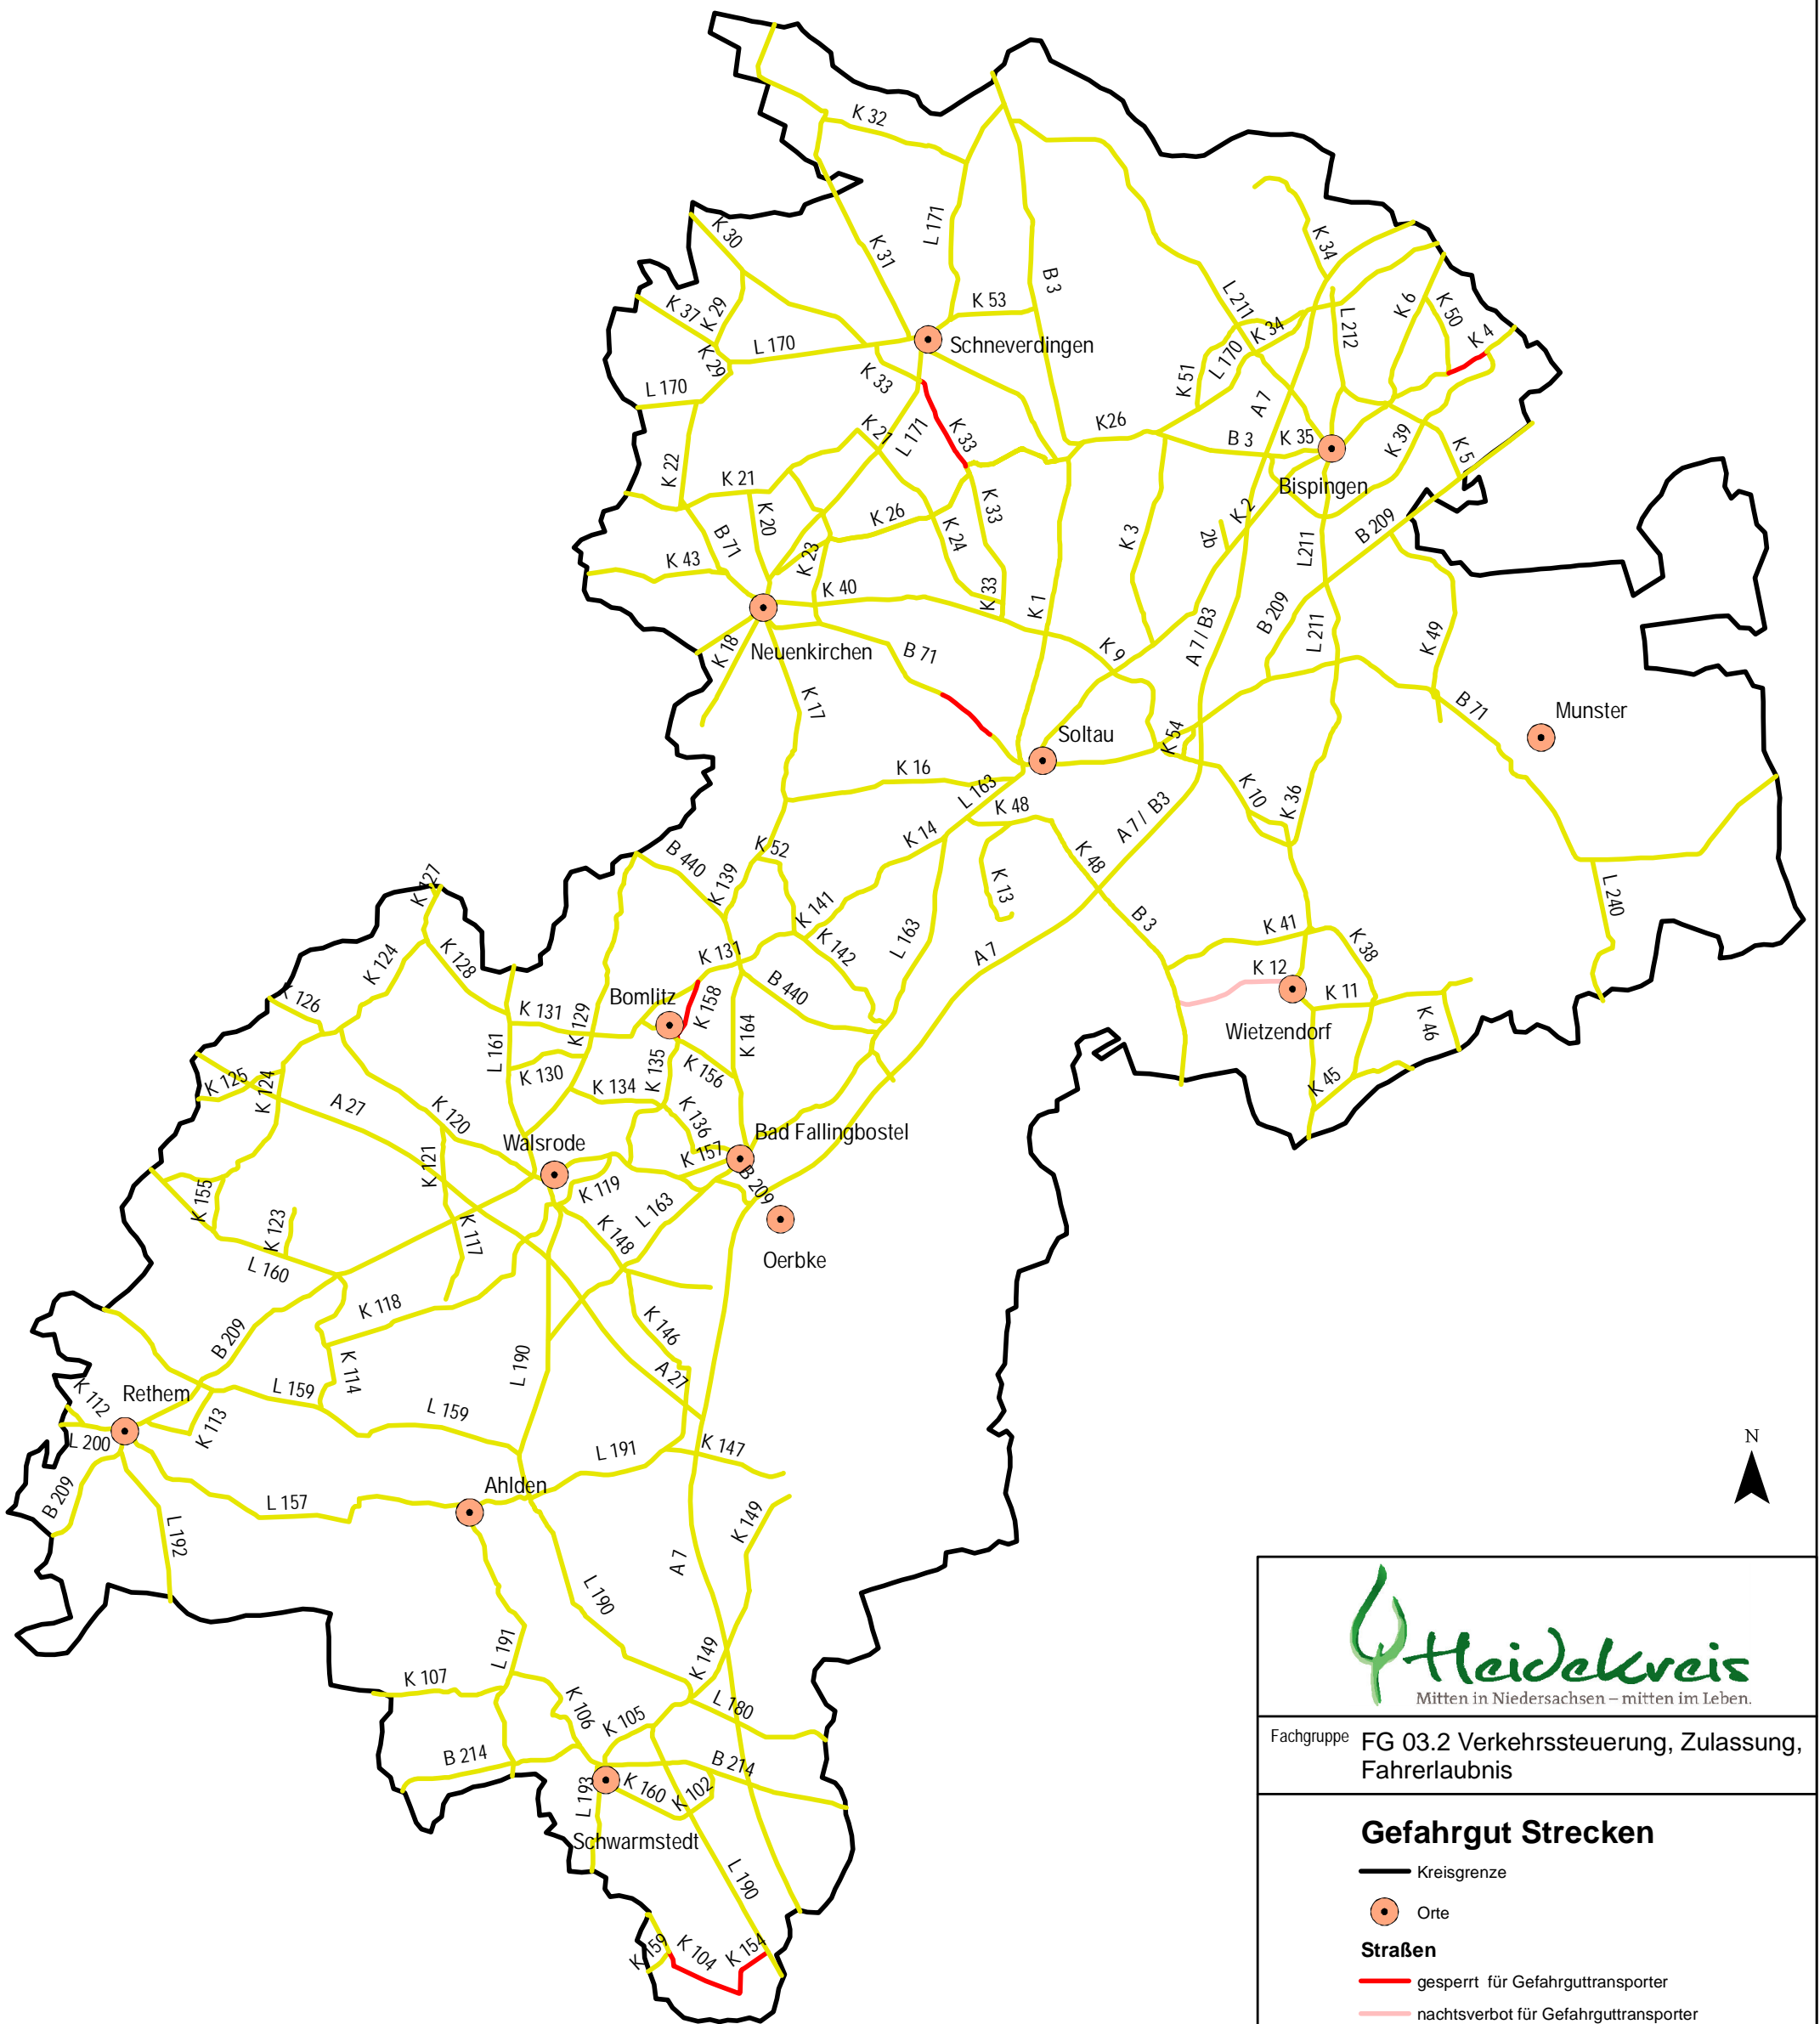 K 32
K 30
K 31
L 171
B 3
K 34
K 37
K 29
K 53
L 211
K 6
K 50
K 4
L 212
K 34
Schneverdingen
L 170
K 29
K 33
L 170
K 51
L 170
A 7
K 21
L 171
K 33
K26
B 3
K 35
K 39
K 5
K 22
K 21
Bispingen
K 20
K 26
K 33
K 2
B 71
K 24
K 3
2b
L211
B 209
K 43
K 23
K 40
K 33
K 1
B 209
L 211
K 49
K 18
Neuenkirchen
B 71
K 9
A 7 / B3
K 17
B 71
Munster
Soltau
K 54
K 16
L 163
K 48
K 10
K 36
A 7 / B3
K 14
K 52
B 440
K 139
K 48
K 13
K 127
L 240
K 141
B 3
K 41
K 38
K 124
K 128
K 131
K 142
L 163
A 7
K 12
K 126
Bomlitz
K 158
B 440
K 11
K 131
K 129
Wietzendorf
K 46
L 161
K 164
K 125
K 124
K 130
K 135
K 156
K 45
A 27
K 134
K 120
K 136
Bad Fallingbostel
Walsrode
K 121
K 157
K 155
K 119
B 209
K 123
K 117
K 148
L 163
Oerbke
L 160
K 118
B 209
K 146
L 190
K 114
A 27
Rethem
L 159
K 112
K 113
L 159
L 200
L 191
K 147
B 209
Ahlden
L 157
K 149
L 192
A 7
L 190
L 191
K 149
K 107
K 106
K 105
L 180
B 214
B 214
L 193
K 160
K 102
Schwarmstedt
L 190
K 159
K 104
K 154
N
Heidekreis
Mitten in Niedersachsen – mitten im Leben.
Fachgruppe FG 03.2 Verkehrssteuerung, Zulassung,
Fahrerlaubnis
Gefahrgut Strecken
Kreisgrenze
Orte
Straßen
gesperrt für Gefahrguttransporter
nachtsverbot für Gefahrguttransporter